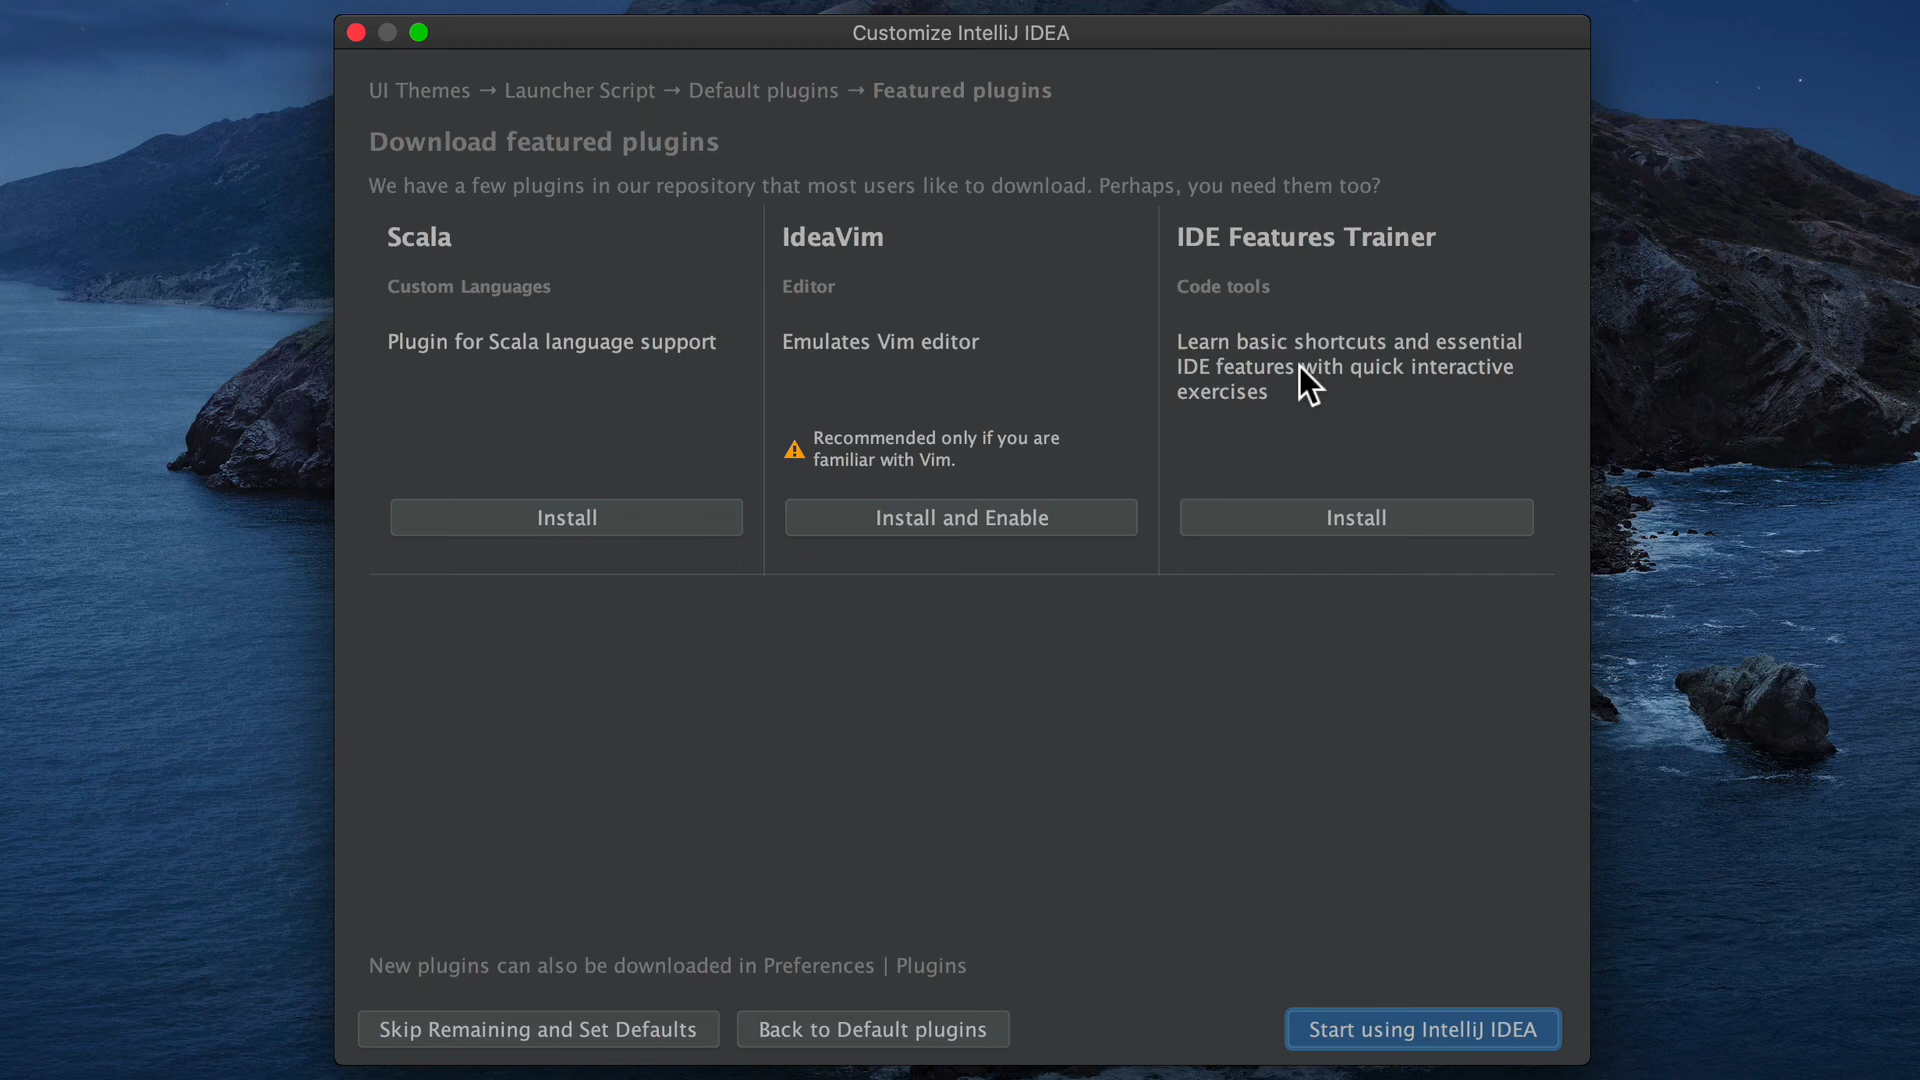 Customize IntelliJ IDEA
UI Themes → Launcher Script → Default plugins → Featured plugins
Download featured plugins
We have a few plugins in our repository that most users like to download. Perhaps, you need them too?
Scala
Custom Languages
Plugin for Scala language support
Install
IdeaVim
Editor
Emulates Vim editor
Recommended only if you are
familiar with Vim.
Install and Enable
IDE Features Trainer
Code tools
Learn basic shortcuts and essential
IDE features with quick interactive
exercises
Install
New plugins can also be downloaded in Preferences | Plugins
Skip Remaining and Set Defaults
Back to Default plugins
Start using IntelliJ IDEA